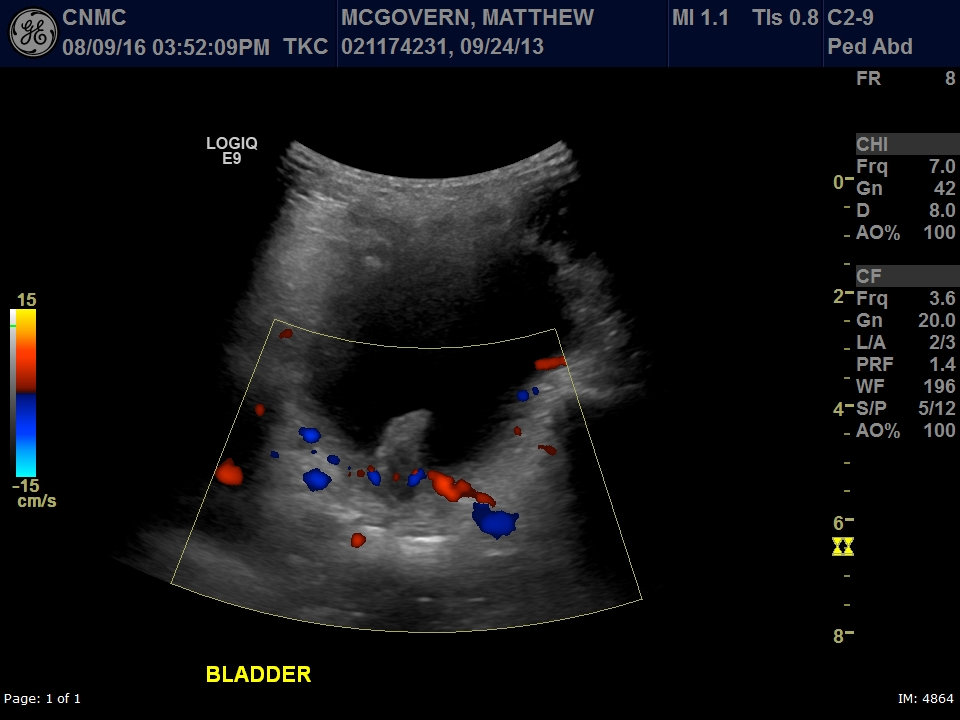 CNMC
08/09/16 03:52:09PM TKC
MCGOVERN, MATTHEW
021174231, 09/24/13
MI 1.1 TIs 0.8
C2-9
Ped Abd
FR 8
LOGIQ
E9
CHI
Frq 7.0
Gn 42
D 8.0
AO% 100
CF
Frq 3.6
Gn 20.0
L/A 2/3
PRF 1.4
WF 196
S/P 5/12
AO% 100
0
2
4
6
8
15
-15
cm/s
BLADDER
Page: 1 of 1
IM: 4864